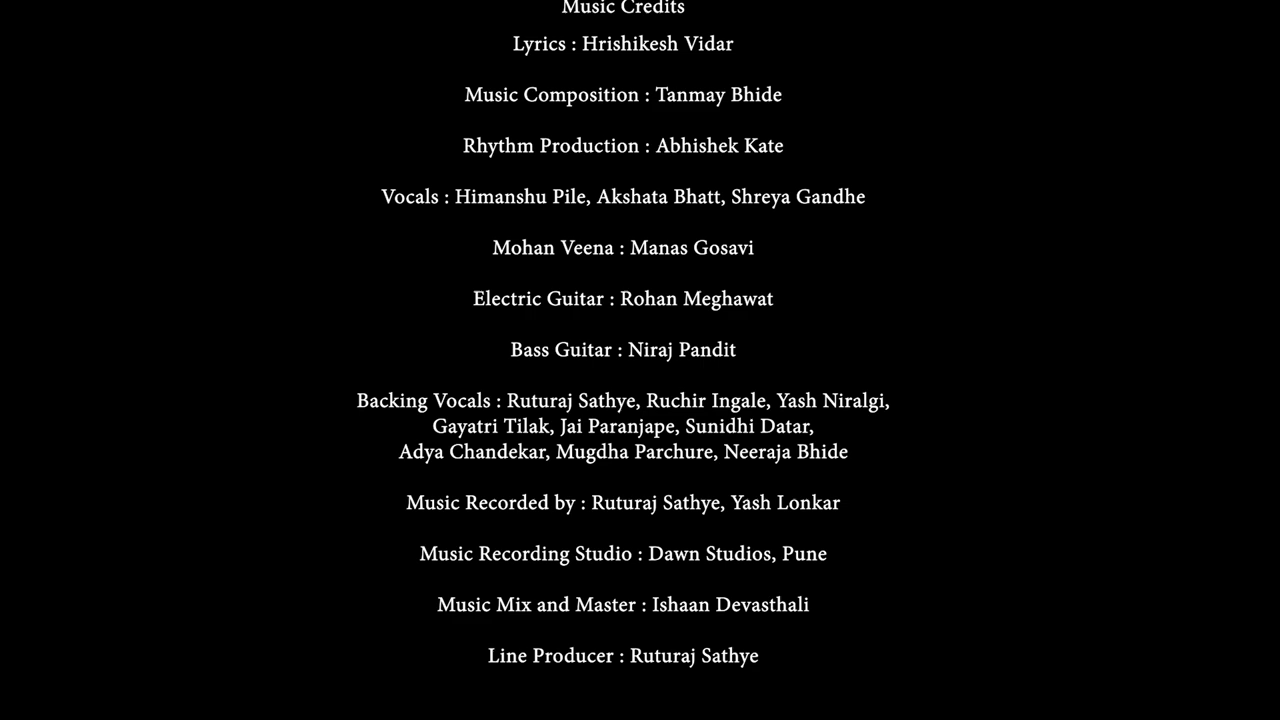 Music Credits
Lyrics : Hrishikesh Vidar
Music Composition : Tanmay Bhide
Rhythm Production : Abhishek Kate
Vocals : Himanshu Pile, Akshata Bhatt, Shreya Gandhe
Mohan Veena : Manas Gosavi
Electric Guitar : Rohan Meghawat
Bass Guitar : Niraj Pandit
Backing Vocals : Ruturaj Sathye, Ruchir Ingale, Yash Niralgi,
Gayatri Tilak, Jai Paranjape, Sunidhi Datar,
Adya Chandekar, Mugdha Parchure, Neeraja Bhide
Music Recorded by : Ruturaj Sathye, Yash Lonkar
Music Recording Studio : Dawn Studios, Pune
Music Mix and Master : Ishaan Devasthali
Line Producer : Ruturaj Sathye